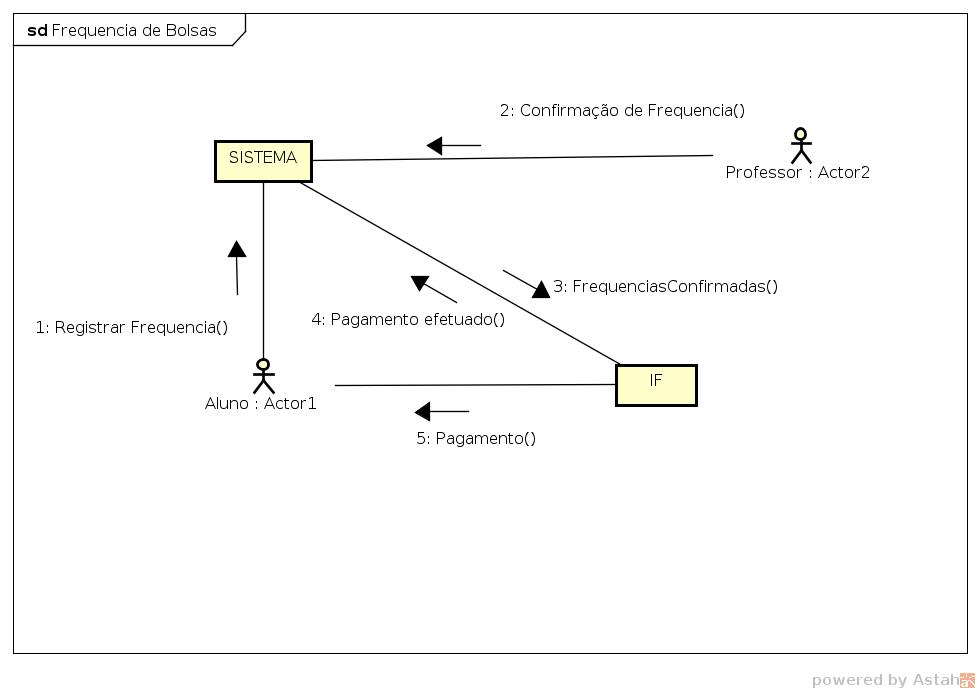 sd Frequencia de Bolsas
2: Confirmação de Frequencia()
SISTEMA
Professor : Actor2
3: FrequenciasConfirmadas()
4: Pagamento efetuado()
1: Registrar Frequencia()
IF
Aluno : Actor1
5: Pagamento()
powered by Astah